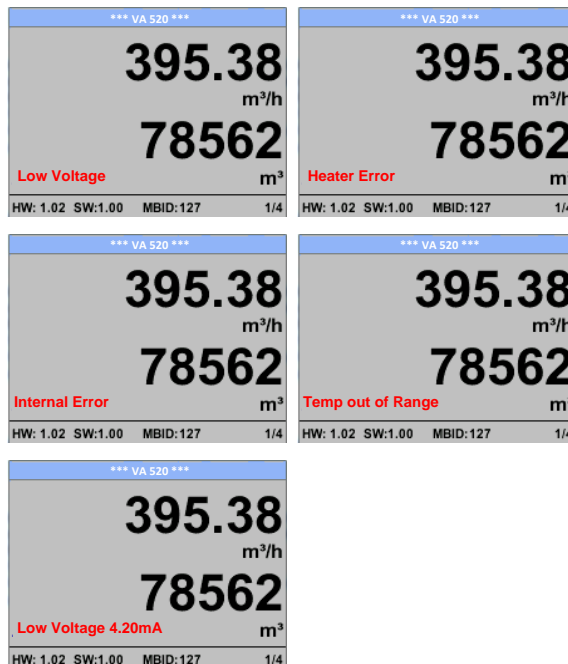 *** VA 520 ***
395.38
m³/h
78562
Low Voltage
m³
HW: 1.02 SW:1.00 MBID:127 1/4
*** VA 520 ***
395.38
m³/h
78562
Heater Error
m
HW: 1.02 SW:1.00 MBID:127 1/4
*** VA 520 ***
395.38
m³/h
78562
Internal Error
m³
HW: 1.02 SW:1.00 MBID:127 1/4
*** VA 520 ***
395.38
m³/h
78562
Temp out of Range
m
HW: 1.02 SW:1.00 MBID:127 1/4
*** VA 520 ***
395.38
m³/h
78562
Low Voltage 4.20mA
m³
HW: 1.02 SW:1.00 MBID:127 1/4